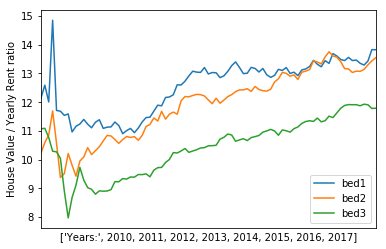 House Value / Yearly Rent ratio
15
14
13
12
11
10
9
8
bed1
bed2
bed3
['Years:', 2010, 2011, 2012, 2013, 2014, 2015, 2016, 2017]